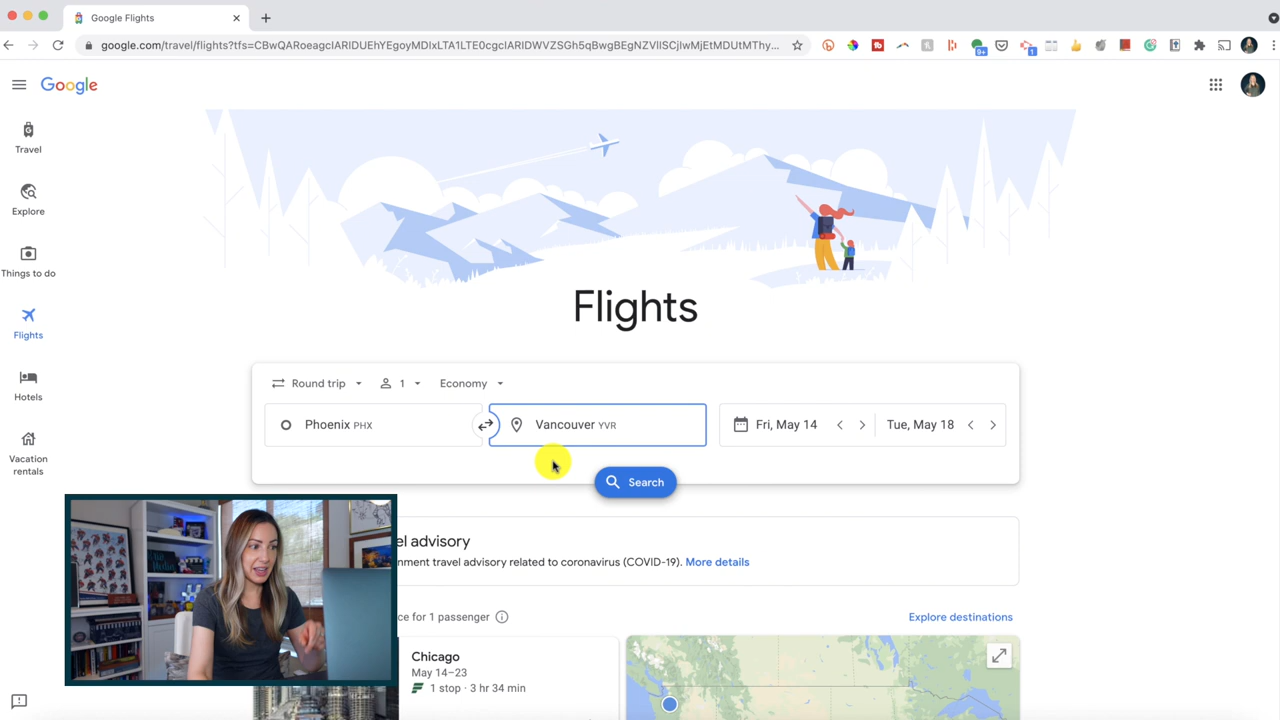 Google Flights
google.com/travel/flights?tfs=CBwQARoeagcIARIDUEhYEgoyMDIxLTA1LTE0cgcIARIDWVZSGh5qBwgBEgNZVlISCjIwMjEtMDUtMThy...
9+
1
Google
Travel
Explore
Things to do
Flights
Hotels
Vacation
rentals
Flights
Round trip
1
Economy
Phoenix PHX
Vancouver YVR
Fri, May 14
Tue, May 18
Search
el advisory
nment travel advisory related to coronavirus (COVID-19). More details
ce for 1 passenger
Explore destinations
Chicago
May 14–23
1 stop · 3 hr 34 min